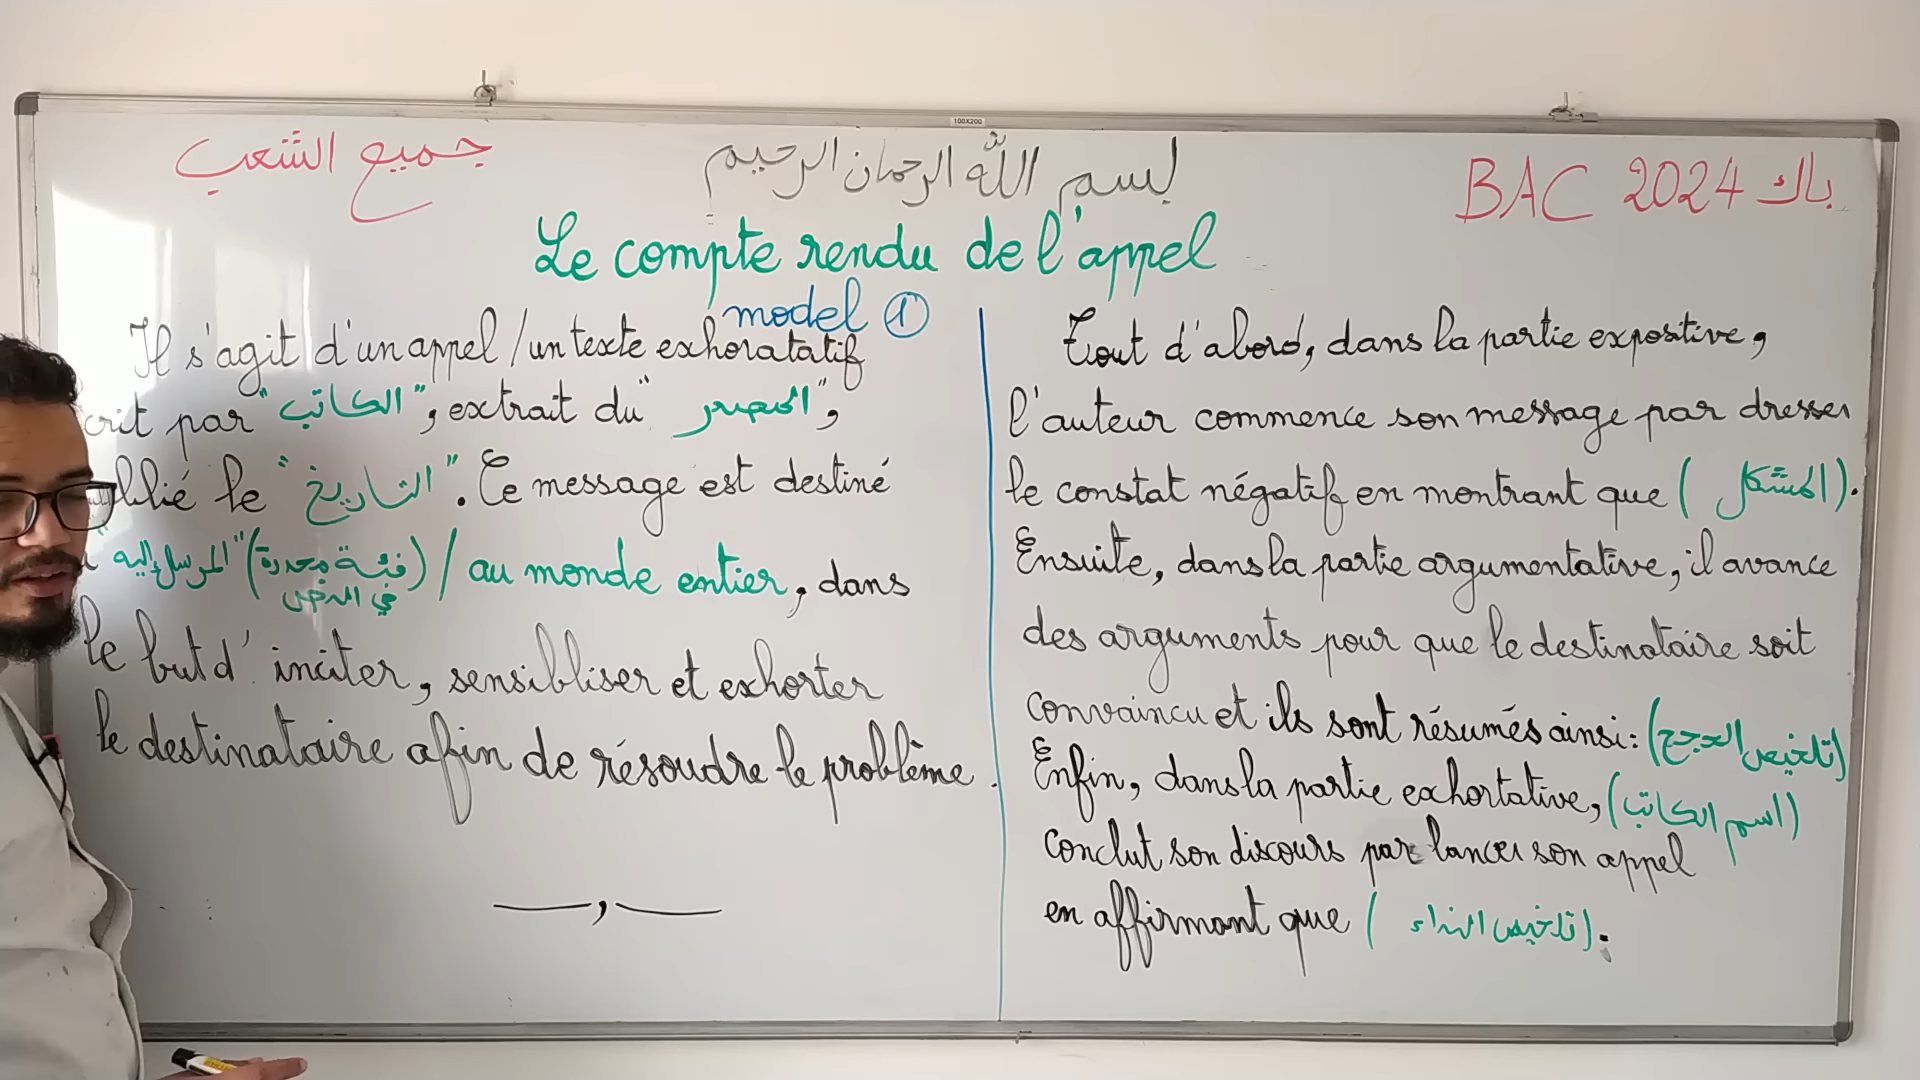 100X200
جميع الشعب
بسم الله الرحمان الرحيم
BAC 2024 باك
Le compte rendu de l'appel
model ①
Il s'agit d'un appel / un texte exhoratatif
crit par "الكاتب", extrait du "المصدر",
ublié le "التاريخ". Ce message est destiné
"المرسل إليه" (فئة محددة في النص) / au monde entier, dans
le but d' inciter, sensibliser et exhorter
le destinataire afin de résoudre le problème.
Tout d'abord, dans la partie expositive,
l'auteur commence son message par dresser
le constat négatif en montrant que (المشكل).
Ensuite, dans la partie argumentative, il avance
des arguments pour que le destinataire soit
convaincu et ils sont résumés ainsi: (تلخيص الحجج)
Enfin, dans la partie exhortative, (اسم الكاتب)
conclut son discours par lancer son appel
en affirmant que (تلخيص النداء).